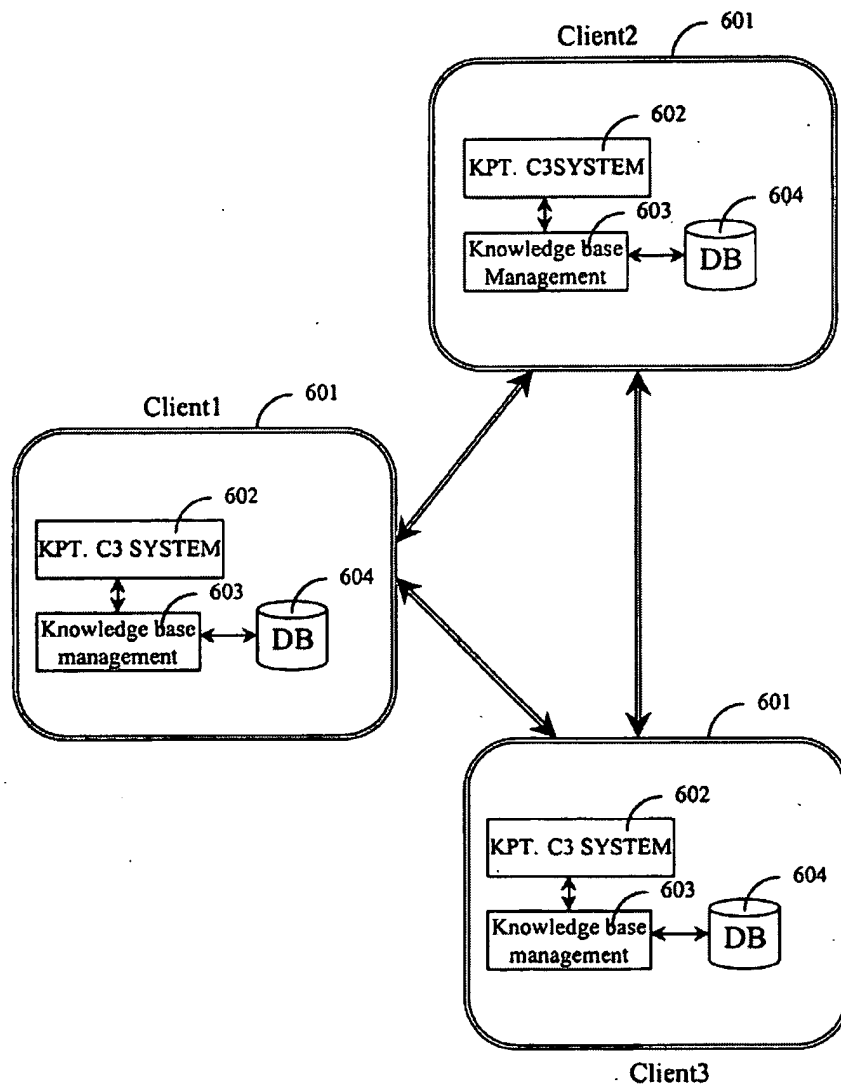 Client2
601
602
KPT. C3SYSTEM
603
604
Knowledge base
Management
DB
Client1
601
602
KPT. C3 SYSTEM
603
604
Knowledge base
management
DB
601
602
KPT. C3 SYSTEM
603
604
Knowledge base
management
DB
Client3